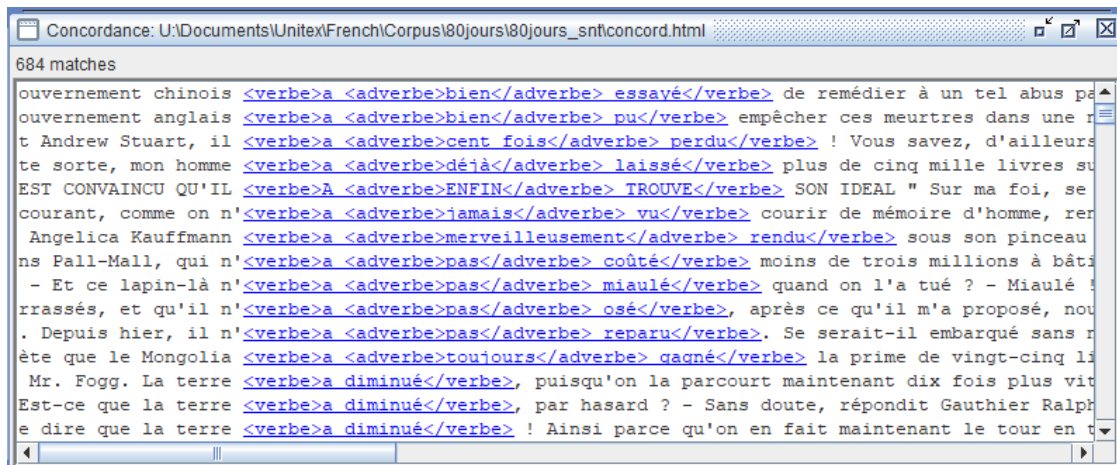 Concordance: U:\Documents\Unitex\French\Corpus\80jours\80jours_snt\concord.html
684 matches
ouvernement chinois <verbe>a <adverbe>bien</adverbe> essayé</verbe> de remédier à un tel abus pa
ouvernement anglais <verbe>a <adverbe>bien</adverbe> pu</verbe> empêcher ces meurtres dans une
t Andrew Stuart, il <verbe>a <adverbe>cent fois</adverbe> perdu</verbe> ! Vous savez, d'ailleurs
te sorte, mon homme <verbe>a <adverbe>déjà</adverbe> laissé</verbe> plus de cinq mille livres su
EST CONVAINCU QU'IL <verbe>A <adverbe>ENFIN</adverbe> TROUVE</verbe> SON IDEAL " Sur ma foi, se
courant, comme on n'<verbe>a <adverbe>jamais</adverbe> vu</verbe> courir de mémoire d'homme, ren
Angelica Kauffmann <verbe>a <adverbe>merveilleusement</adverbe> rendu</verbe> sous son pinceau
ns Pall-Mall, qui n'<verbe>a <adverbe>pas</adverbe> coûté</verbe> moins de trois millions à bâti
- Et ce lapin-là n'<verbe>a <adverbe>pas</adverbe> miaulé</verbe> quand on l'a tué ? - Miaulé !
rrassés, et qu'il n'<verbe>a <adverbe>pas</adverbe> osé</verbe>, après ce qu'il m'a proposé, nou
. Depuis hier, il n'<verbe>a <adverbe>pas</adverbe> reparu</verbe>. Se serait-il embarqué sans
ète que le Mongolia <verbe>a <adverbe>toujours</adverbe> gagné</verbe> la prime de vingt-cinq li
Mr. Fogg. La terre <verbe>a diminué</verbe>, puisqu'on la parcourt maintenant dix fois plus vit
Est-ce que la terre <verbe>a diminué</verbe>, par hasard ? - Sans doute, répondit Gauthier Ralph
e dire que la terre <verbe>a diminué</verbe> ! Ainsi parce qu'on en fait maintenant le tour en t